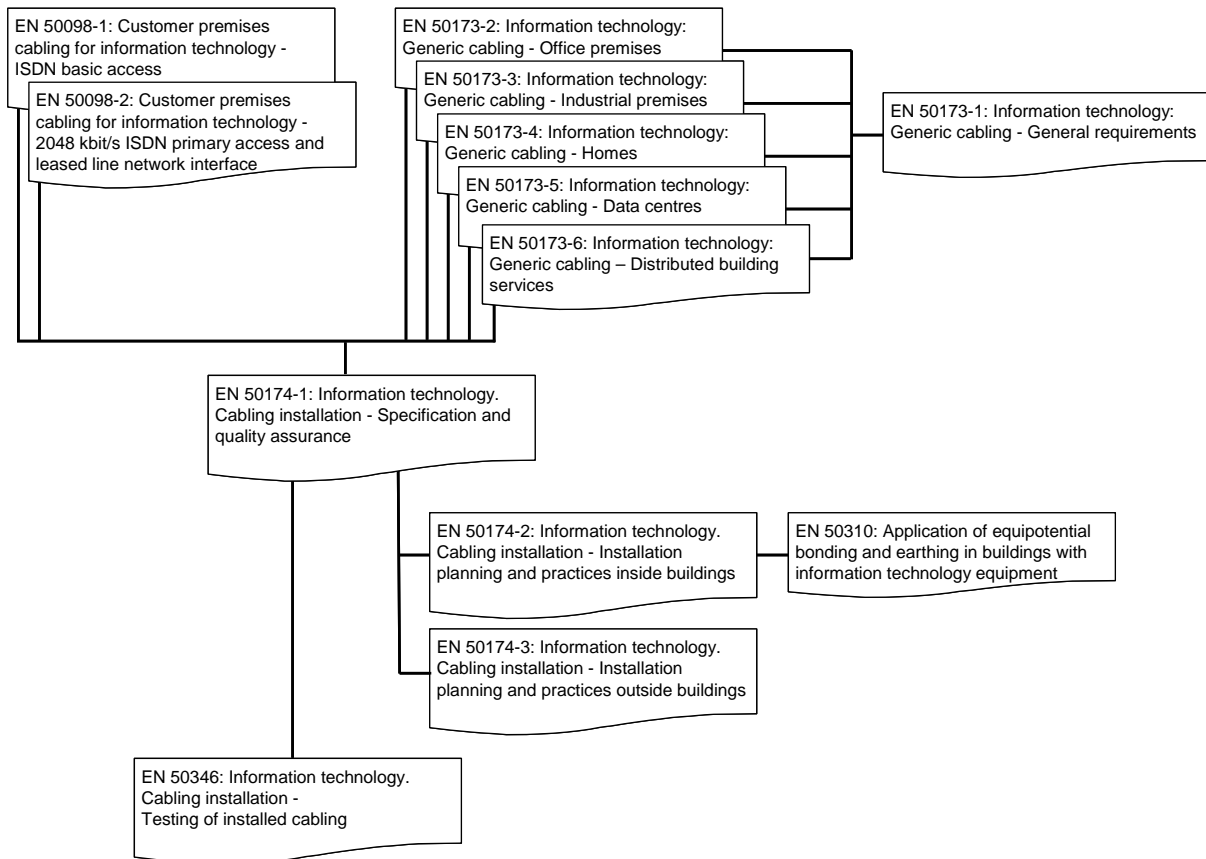 EN 50098-1: Customer premises
cabling for information technology -
ISDN basic access
EN 50098-2: Customer premises
cabling for information technology -
2048 kbit/s ISDN primary access and
leased line network interface
EN 50173-2: Information technology:
Generic cabling - Office premises
EN 50173-3: Information technology:
Generic cabling - Industrial premises
EN 50173-4: Information technology:
Generic cabling - Homes
EN 50173-5: Information technology:
Generic cabling - Data centres
EN 50173-6: Information technology:
Generic cabling – Distributed building
services
EN 50173-1: Information technology:
Generic cabling - General requirements
EN 50174-1: Information technology.
Cabling installation - Specification and
quality assurance
EN 50174-2: Information technology.
Cabling installation - Installation
planning and practices inside buildings
EN 50310: Application of equipotential
bonding and earthing in buildings with
information technology equipment
EN 50174-3: Information technology.
Cabling installation - Installation
planning and practices outside buildings
EN 50346: Information technology.
Cabling installation -
Testing of installed cabling